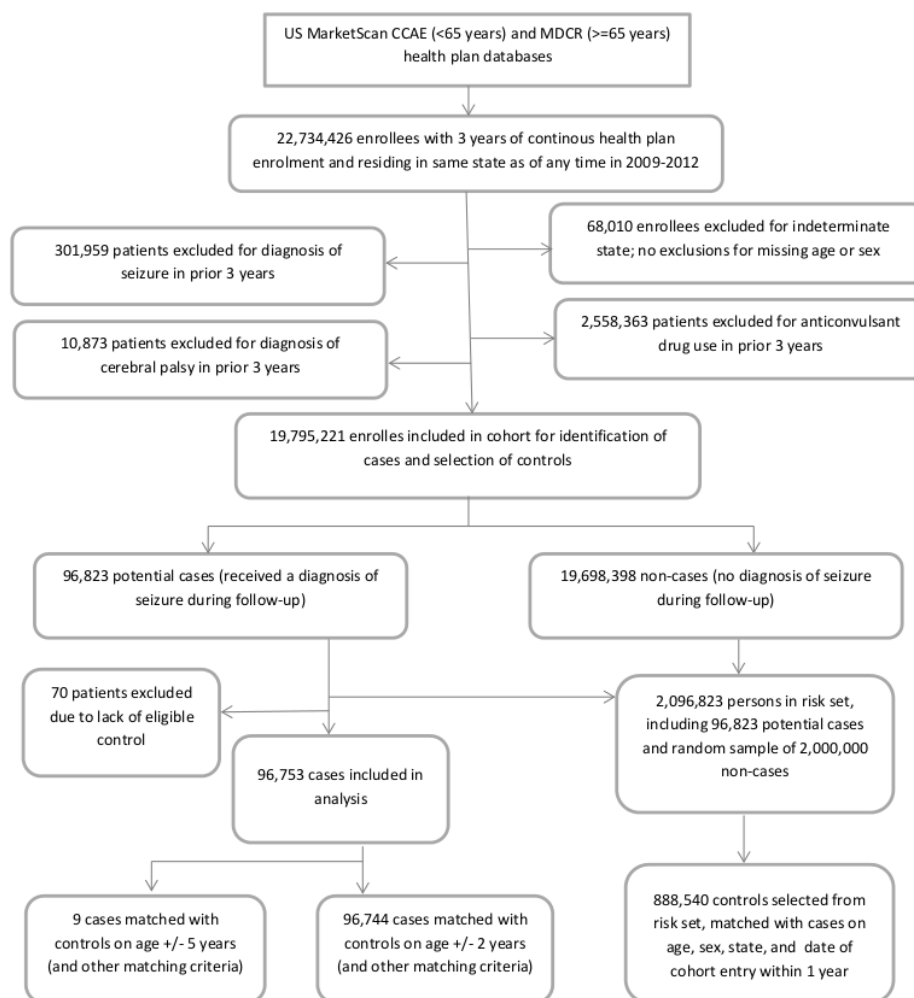 US MarketScan CCAE (<65 years) and MDCR (>=65 years)
health plan databases
22,734,426 enrollees with 3 years of continous health plan
enrolment and residing in same state as of any time in 2009-2012
301,959 patients excluded for diagnosis of
seizure in prior 3 years
68,010 enrollees excluded for indeterminate
state; no exclusions for missing age or sex
10,873 patients excluded for diagnosis of
cerebral palsy in prior 3 years
2,558,363 patients excluded for anticonvulsant
drug use in prior 3 years
19,795,221 enrolles included in cohort for identification of
cases and selection of controls
96,823 potential cases (received a diagnosis of
seizure during follow-up)
19,698,398 non-cases (no diagnosis of seizure
during follow-up)
70 patients excluded
due to lack of eligible
control
2,096,823 persons in risk set,
including 96,823 potential cases
and random sample of 2,000,000
non-cases
96,753 cases included in
analysis
9 cases matched with
controls on age +/- 5 years
(and other matching criteria)
96,744 cases matched with
controls on age +/- 2 years
(and other matching criteria)
888,540 controls selected from
risk set, matched with cases on
age, sex, state, and date of
cohort entry within 1 year